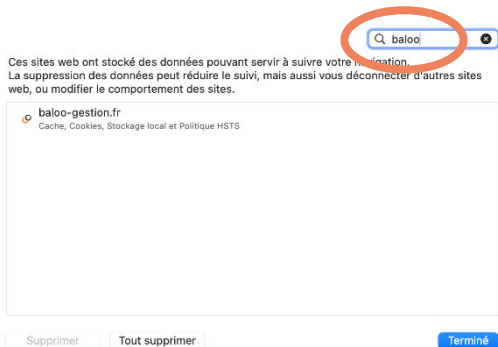 baloo
Ces sites web ont stocké des données pouvant servir à suivre votre navigation.
La suppression des données peut réduire le suivi, mais aussi vous déconnecter d'autres sites
web, ou modifier le comportement des sites.
baloo-gestion.fr
Cache, Cookies, Stockage local et Politique HSTS
Supprimer Tout supprimer Terminé